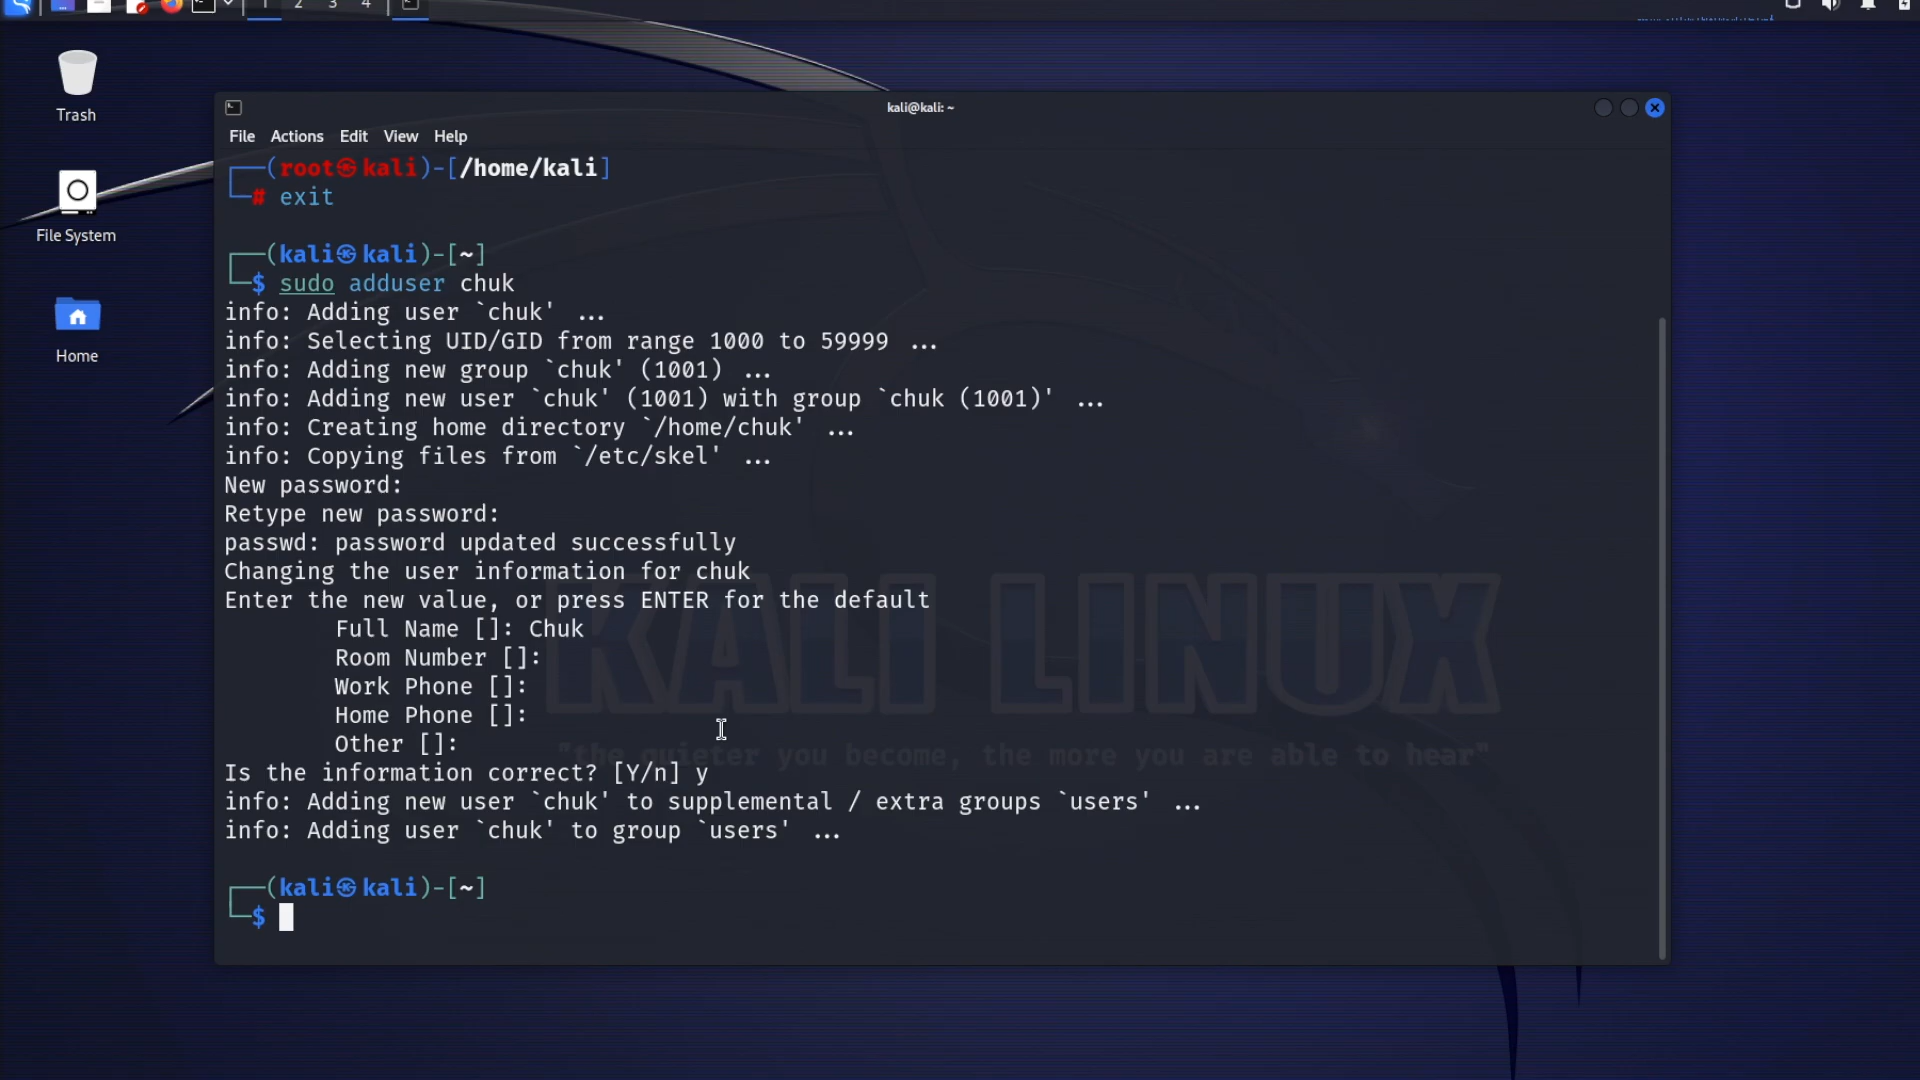 1 2 3 4
Trash
File System
Home
kali@kali: ~
File Actions Edit View Help
┌──(root㉿kali)-[/home/kali]
└─# exit
┌──(kali㉿kali)-[~]
└─$ sudo adduser chuk
info: Adding user `chuk' ...
info: Selecting UID/GID from range 1000 to 59999 ...
info: Adding new group `chuk' (1001) ...
info: Adding new user `chuk' (1001) with group `chuk (1001)' ...
info: Creating home directory `/home/chuk' ...
info: Copying files from `/etc/skel' ...
New password:
Retype new password:
passwd: password updated successfully
Changing the user information for chuk
Enter the new value, or press ENTER for the default
Full Name []: Chuk
Room Number []:
Work Phone []:
Home Phone []:
Other []:
Is the information correct? [Y/n] y
info: Adding new user `chuk' to supplemental / extra groups `users' ...
info: Adding user `chuk' to group `users' ...
┌──(kali㉿kali)-[~]
└─$
KALI LINUX
"the quieter you become, the more you are able to hear"